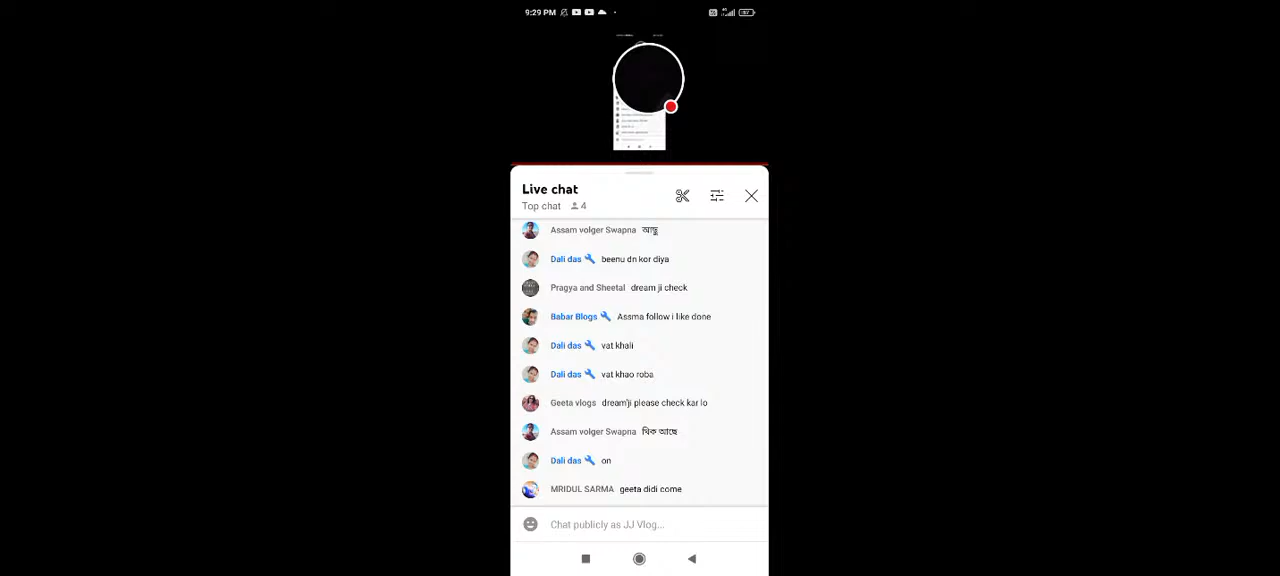 9:29 PM
Live chat
Top chat 4
Assam volger Swapna আছু
Dali das beenu dn kor diya
Pragya and Sheetal dream ji check
Babar Blogs Assma follow i like done
Dali das vat khali
Dali das vat khao roba
Geeta vlogs dream'ji please check kar lo
Assam volger Swapna থিক আছে
Dali das on
MRIDUL SARMA geeta didi come
Chat publicly as JJ Vlog...